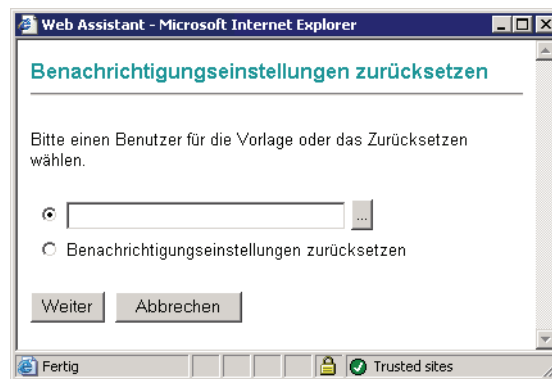 Web Assistant - Microsoft Internet Explorer
Benachrichtigungseinstellungen zurücksetzen
Bitte einen Benutzer für die Vorlage oder das Zurücksetzen
wählen.
...
Benachrichtigungseinstellungen zurücksetzen
Weiter Abbrechen
Fertig Trusted sites